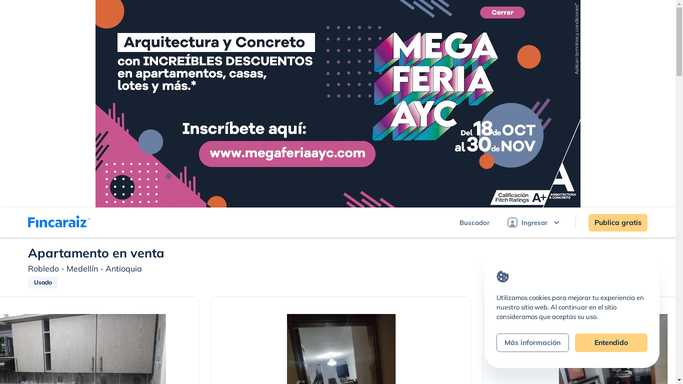 Cerrar
Arquitectura y Concreto
con INCREÍBLES DESCUENTOS
en apartamentos, casas,
lotes y más.*
Inscríbete aquí:
www.megaferiaayc.com
MEGA
FERIA
AYC
Del 18 de OCT
al 30 de NOV
Calificación
Fitch Ratings
A+
ARQUITECTURA
& CONCRETO
Fincaraiz
Buscador
Ingresar
Publica gratis
Apartamento en venta
Robledo - Medellín - Antioquia
Usado
Utilizamos cookies para mejorar tu experiencia en
nuestro sitio web. Al continuar en el sitio
consideramos que aceptas su uso.
Más información
Entendido